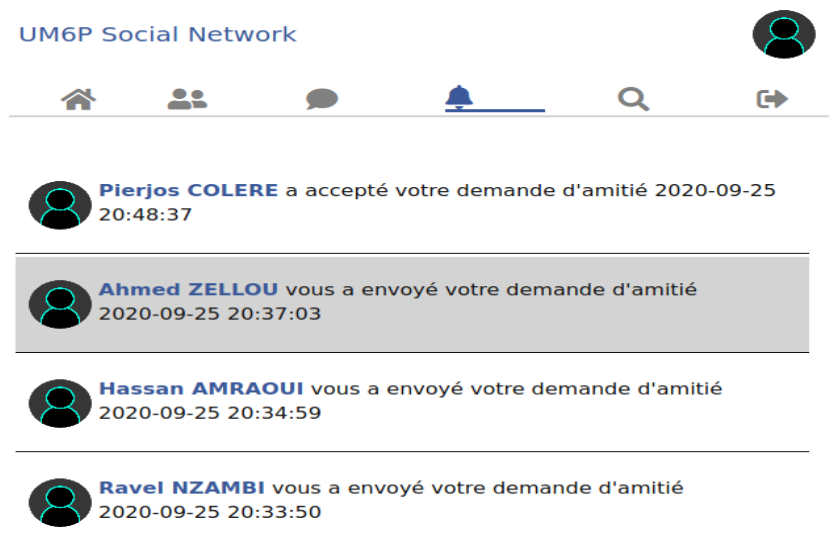 UM6P Social Network
Pierjos COLERE a accepté votre demande d'amitié 2020-09-25
20:48:37
Ahmed ZELLOU vous a envoyé votre demande d'amitié
2020-09-25 20:37:03
Hassan AMRAOUI vous a envoyé votre demande d'amitié
2020-09-25 20:34:59
Ravel NZAMBI vous a envoyé votre demande d'amitié
2020-09-25 20:33:50